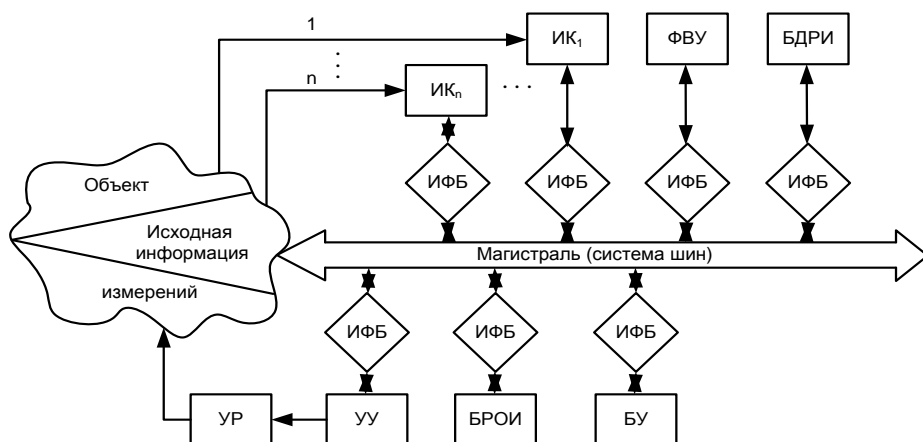 1
ИК1
ФВУ
БДРИ
n
ИКn
. . .
ИФБ
ИФБ
ИФБ
ИФБ
Объект
Исходная
информация
измерений
Магистраль (система шин)
ИФБ
ИФБ
ИФБ
УР
УУ
БРОИ
БУ